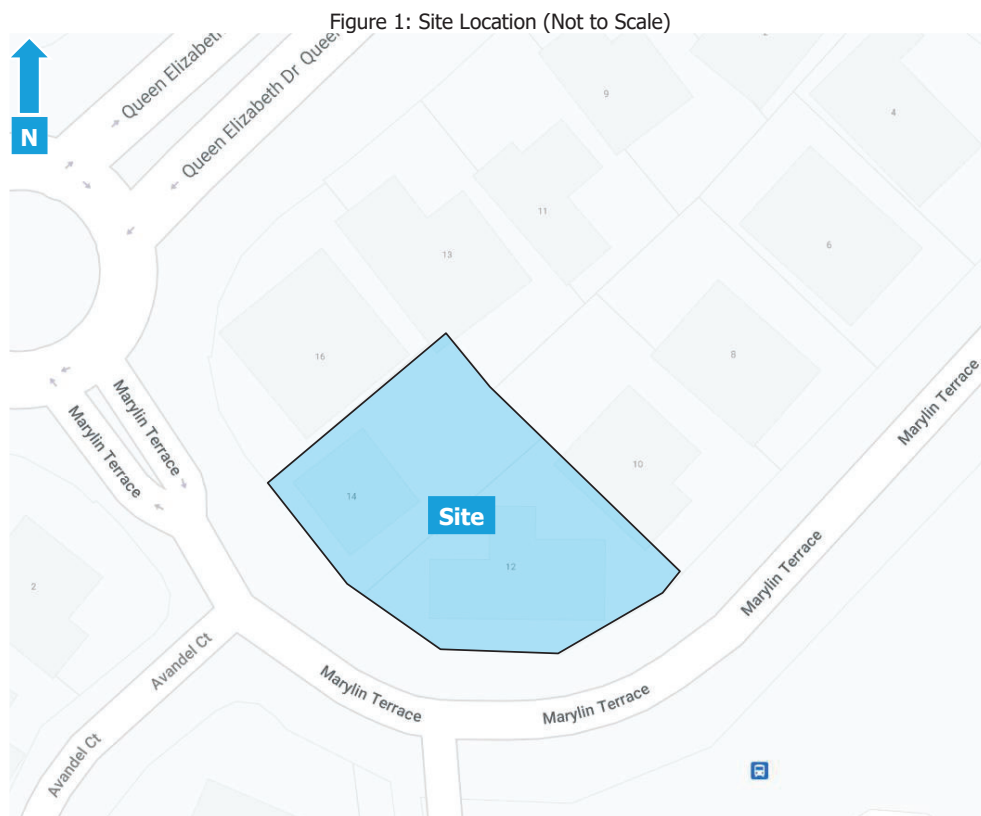 Figure 1: Site Location (Not to Scale)
N
Queen Elizabeth
Queen Elizabeth Dr
Queen
9
4
11
6
13
16
8
Marylin Terrace
Marylin Terrace
Marylin Terrace
10
14
Site
12
2
Marylin Terrace
Avandel Ct
Marylin Terrace
Marylin Terrace
Avandel Ct